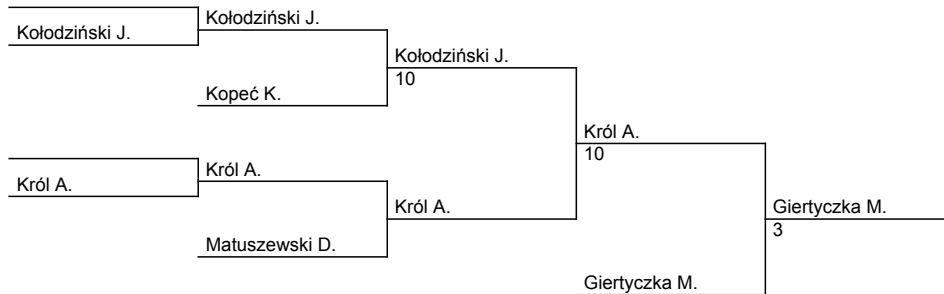 Kołodziński J.
Kołodziński J.
Kołodziński J.
10
Kopeć K.
Król A.
10
Król A.
Król A.
Król A.
Giertyczka M.
3
Matuszewski D.
Giertyczka M.